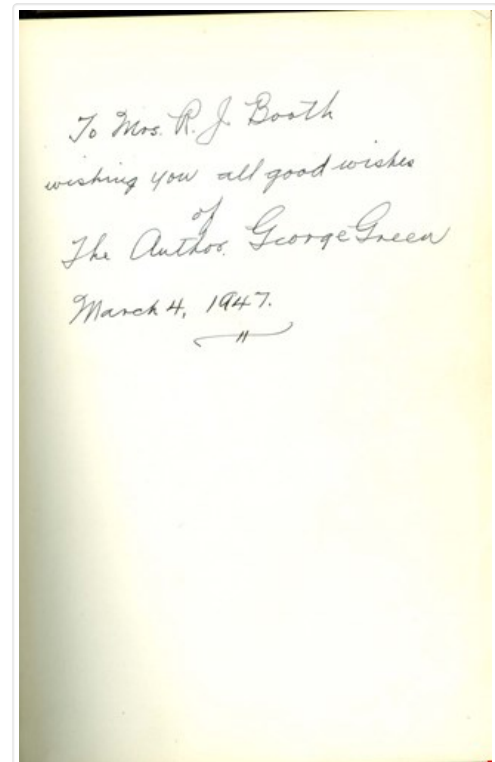 To Mrs. R. J. Booth
wishing you all good wishes
of
The Author. George Green
March 4, 1947.